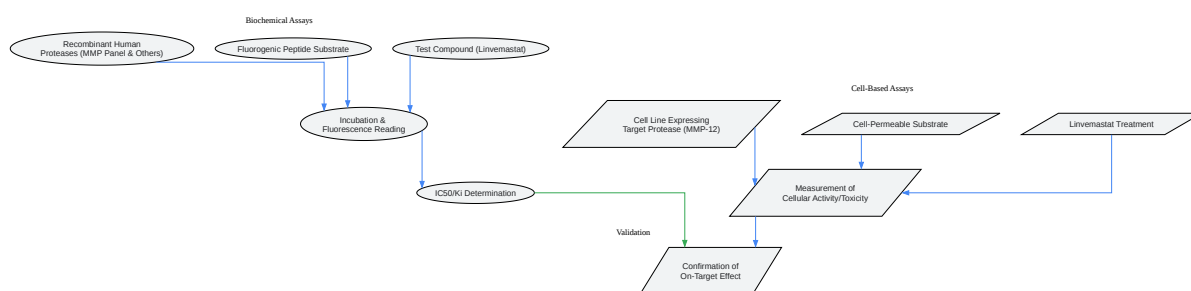 Biochemical Assays
Recombinant Human
Proteases (MMP Panel & Others)
Fluorogenic Peptide Substrate
Test Compound (Linvemastat)
Incubation &
Fluorescence Reading
IC50/Ki Determination
Cell-Based Assays
Cell Line Expressing
Target Protease (MMP-12)
Cell-Permeable Substrate
Linvemastat Treatment
Measurement of
Cellular Activity/Toxicity
Validation
Confirmation of
On-Target Effect